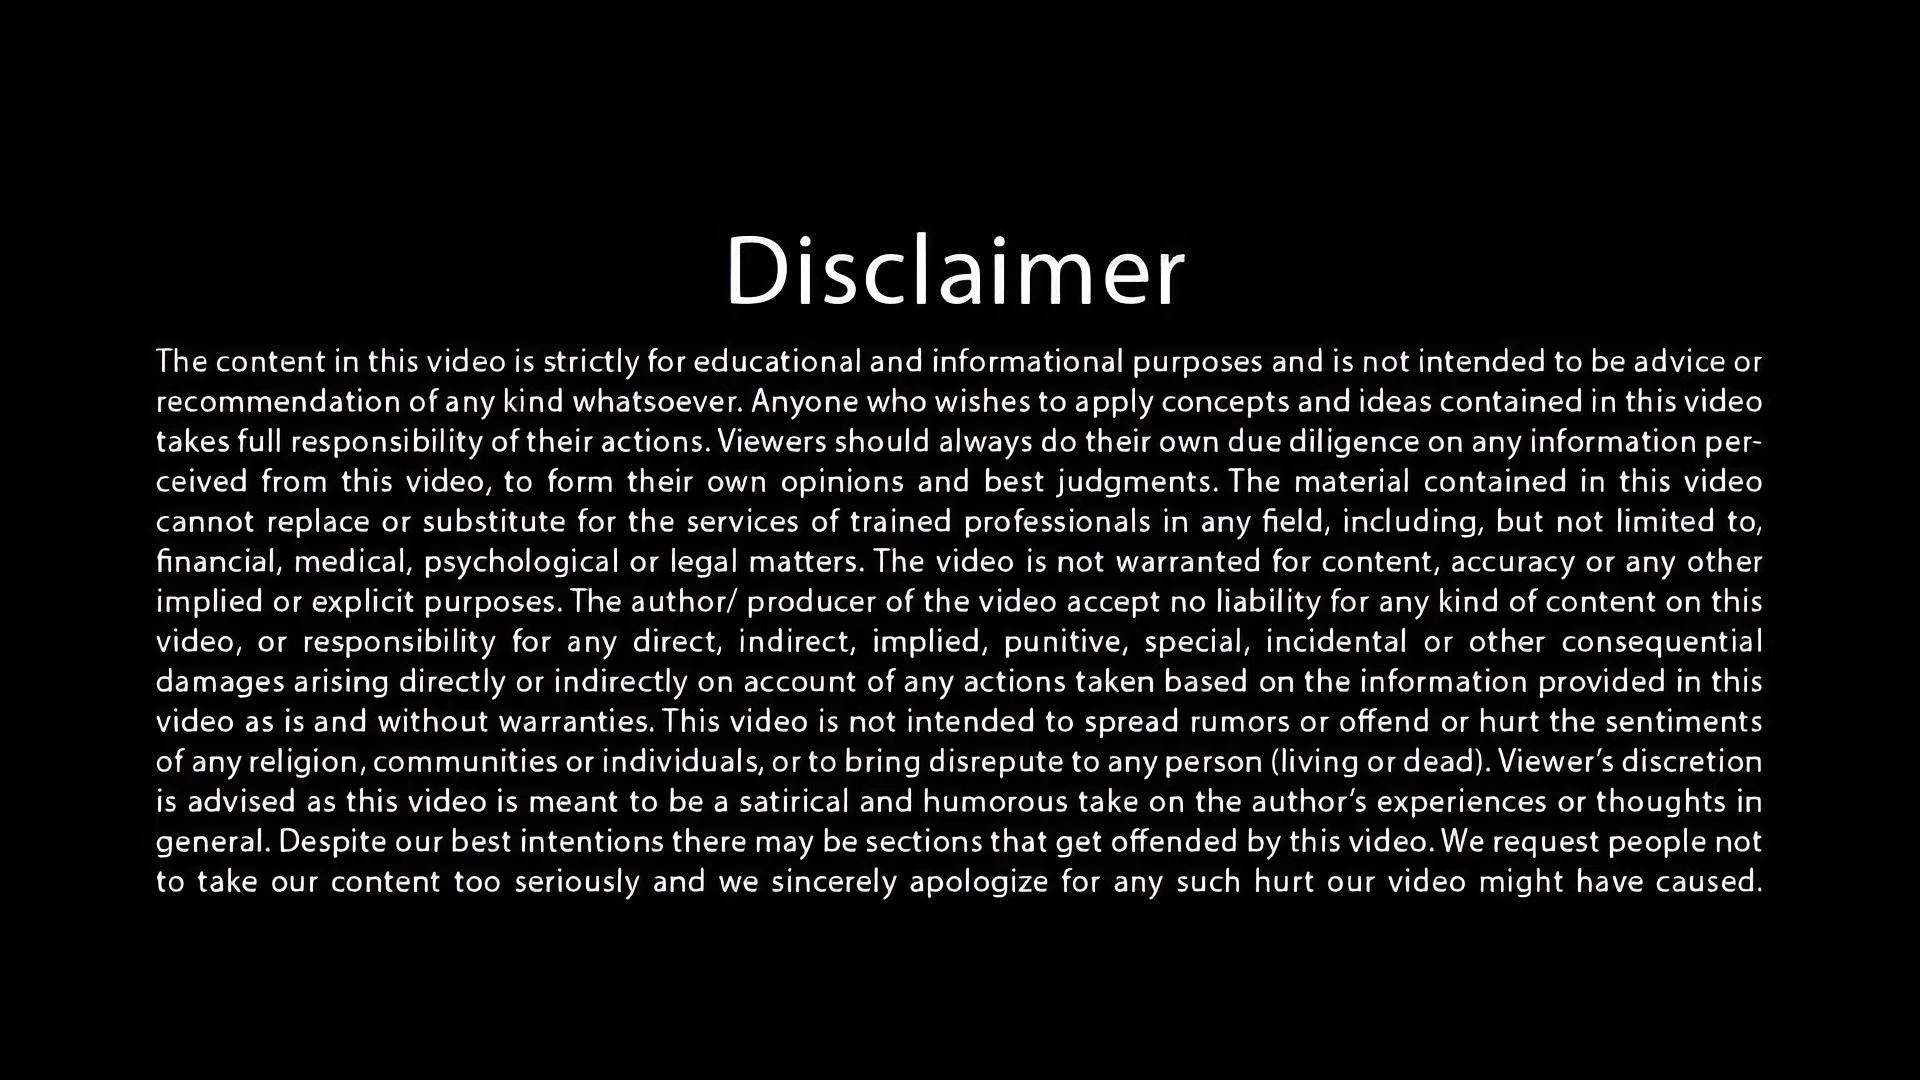 Disclaimer
The content in this video is strictly for educational and informational purposes and is not intended to be advice or
recommendation of any kind whatsoever. Anyone who wishes to apply concepts and ideas contained in this video
takes full responsibility of their actions. Viewers should always do their own due diligence on any information per-
ceived from this video, to form their own opinions and best judgments. The material contained in this video
cannot replace or substitute for the services of trained professionals in any field, including, but not limited to,
financial, medical, psychological or legal matters. The video is not warranted for content, accuracy or any other
implied or explicit purposes. The author/ producer of the video accept no liability for any kind of content on this
video, or responsibility for any direct, indirect, implied, punitive, special, incidental or other consequential
damages arising directly or indirectly on account of any actions taken based on the information provided in this
video as is and without warranties. This video is not intended to spread rumors or offend or hurt the sentiments
of any religion, communities or individuals, or to bring disrepute to any person (living or dead). Viewer’s discretion
is advised as this video is meant to be a satirical and humorous take on the author’s experiences or thoughts in
general. Despite our best intentions there may be sections that get offended by this video. We request people not
to take our content too seriously and we sincerely apologize for any such hurt our video might have caused.